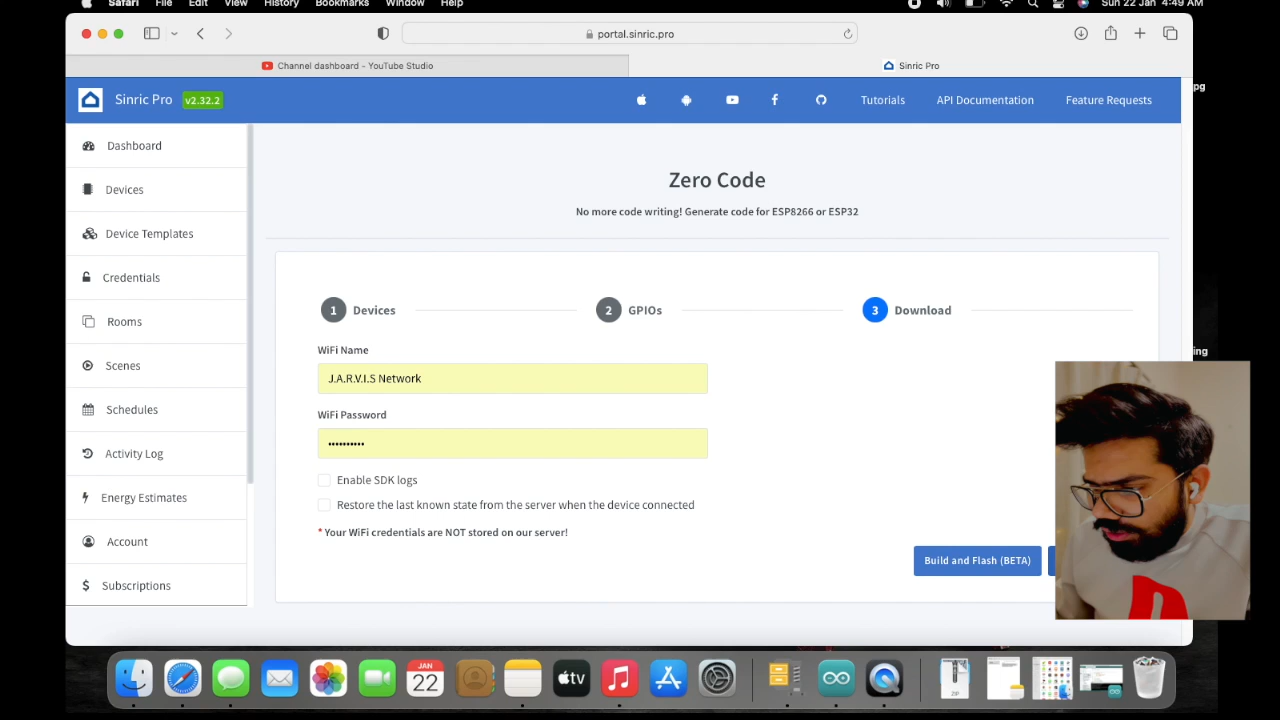 Safari File Edit View History Bookmarks Window Help
Sun 22 Jan 4:49 AM
portal.sinric.pro
Channel dashboard - YouTube Studio
Sinric Pro
Sinric Pro v2.32.2
Tutorials API Documentation Feature Requests
Dashboard
Devices
Device Templates
Credentials
Rooms
Scenes
Schedules
Activity Log
Energy Estimates
Account
$ Subscriptions
Zero Code
No more code writing! Generate code for ESP8266 or ESP32
1 Devices
2 GPIOs
3 Download
WiFi Name
J.A.R.V.I.S Network
WiFi Password
••••••••••
Enable SDK logs
Restore the last known state from the server when the device connected
* Your WiFi credentials are NOT stored on our server!
Build and Flash (BETA)
pg
ing
JAN
22
tv
ZIP